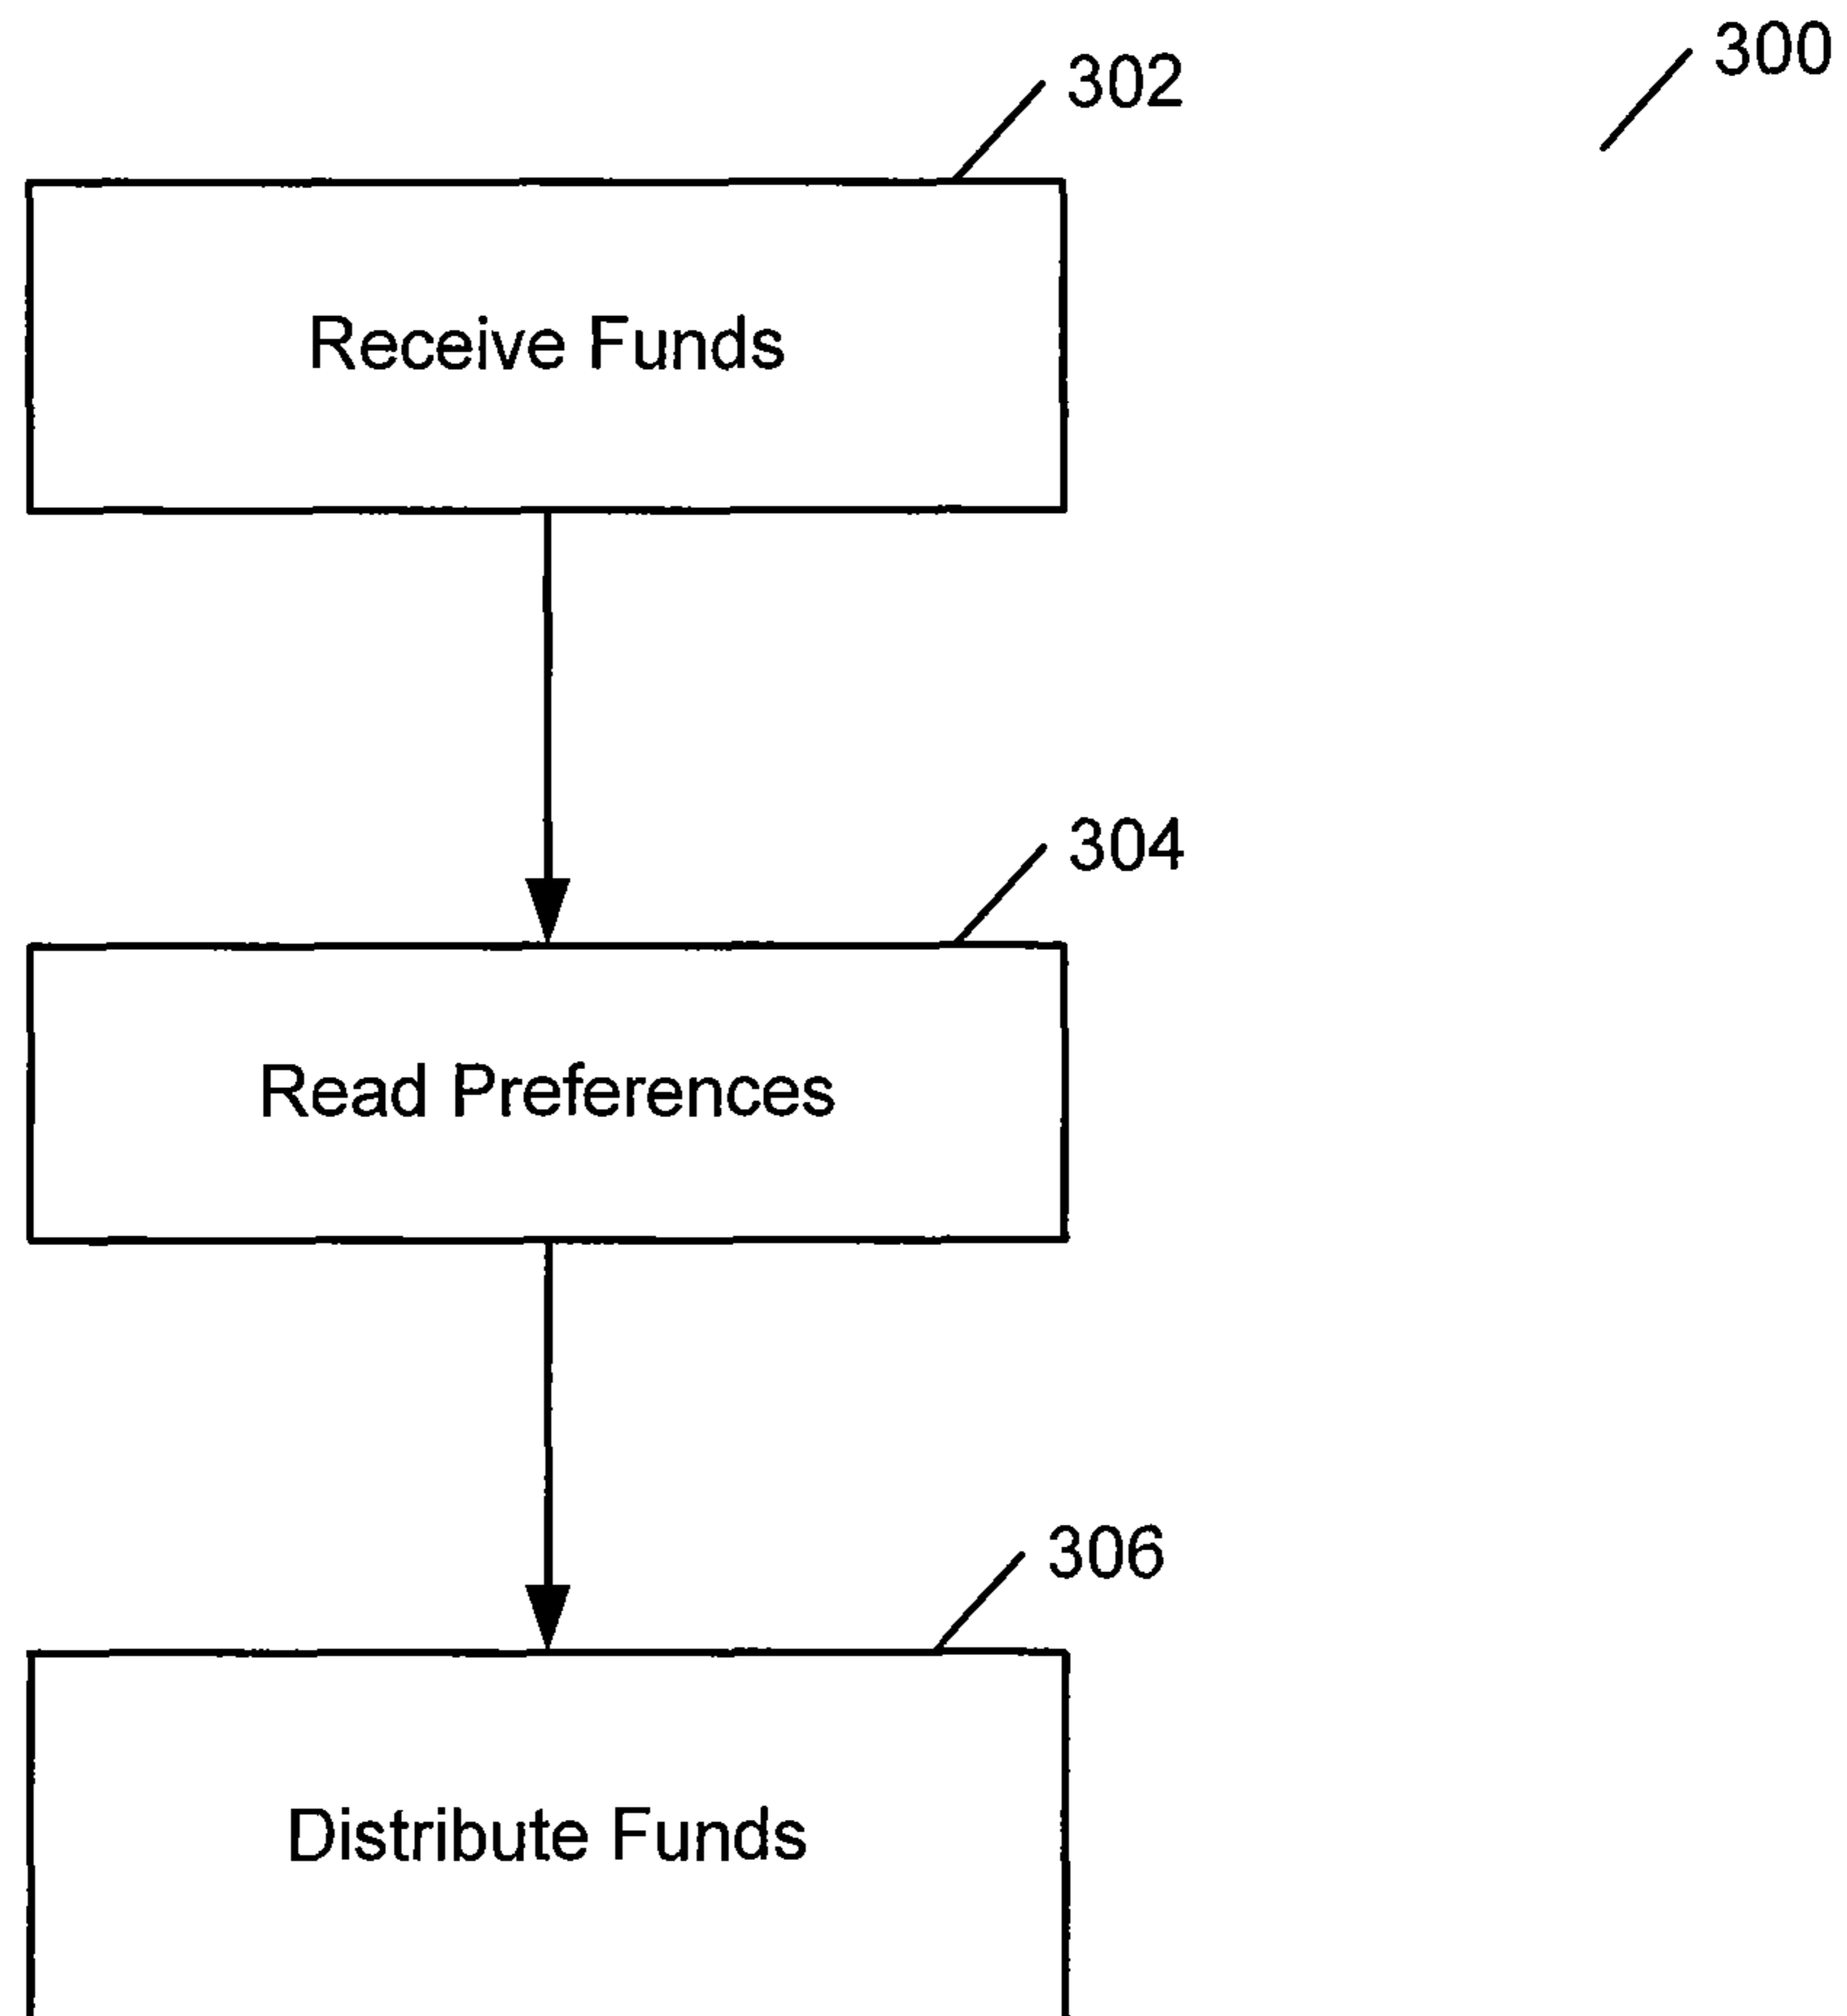 300
302
Receive Funds
304
Read Preferences
306
Distribute Funds